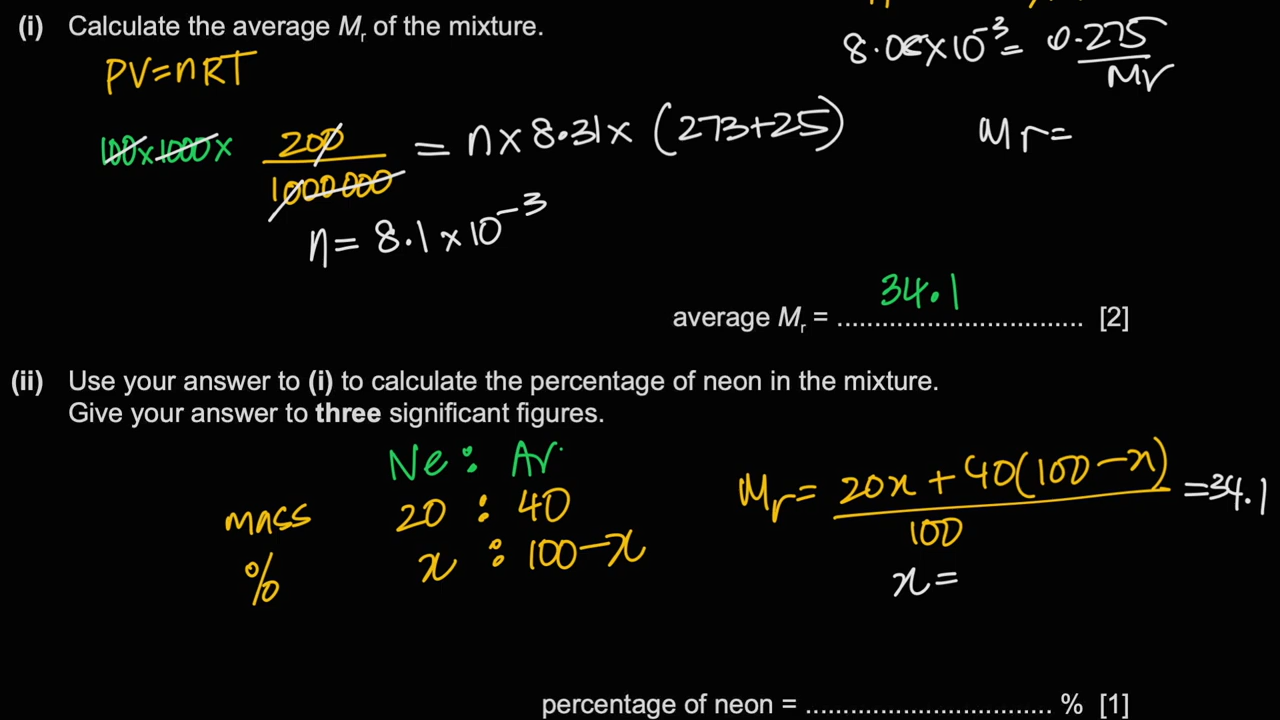 (i) Calculate the average Mr of the mixture.
PV=nRT
8.06×10⁻³ = 0.275/Mr
100×1000× 200/1000000 = n×8.31×(273+25)
Mr=
n= 8.1×10⁻³
34.1
average Mr = ................................. [2]
(ii) Use your answer to (i) to calculate the percentage of neon in the mixture.
Give your answer to three significant figures.
Ne : Ar
mass 20 : 40
% x : 100-x
Mr= 20x+40(100-x)/100 =34.1
x=
percentage of neon = ................................. % [1]